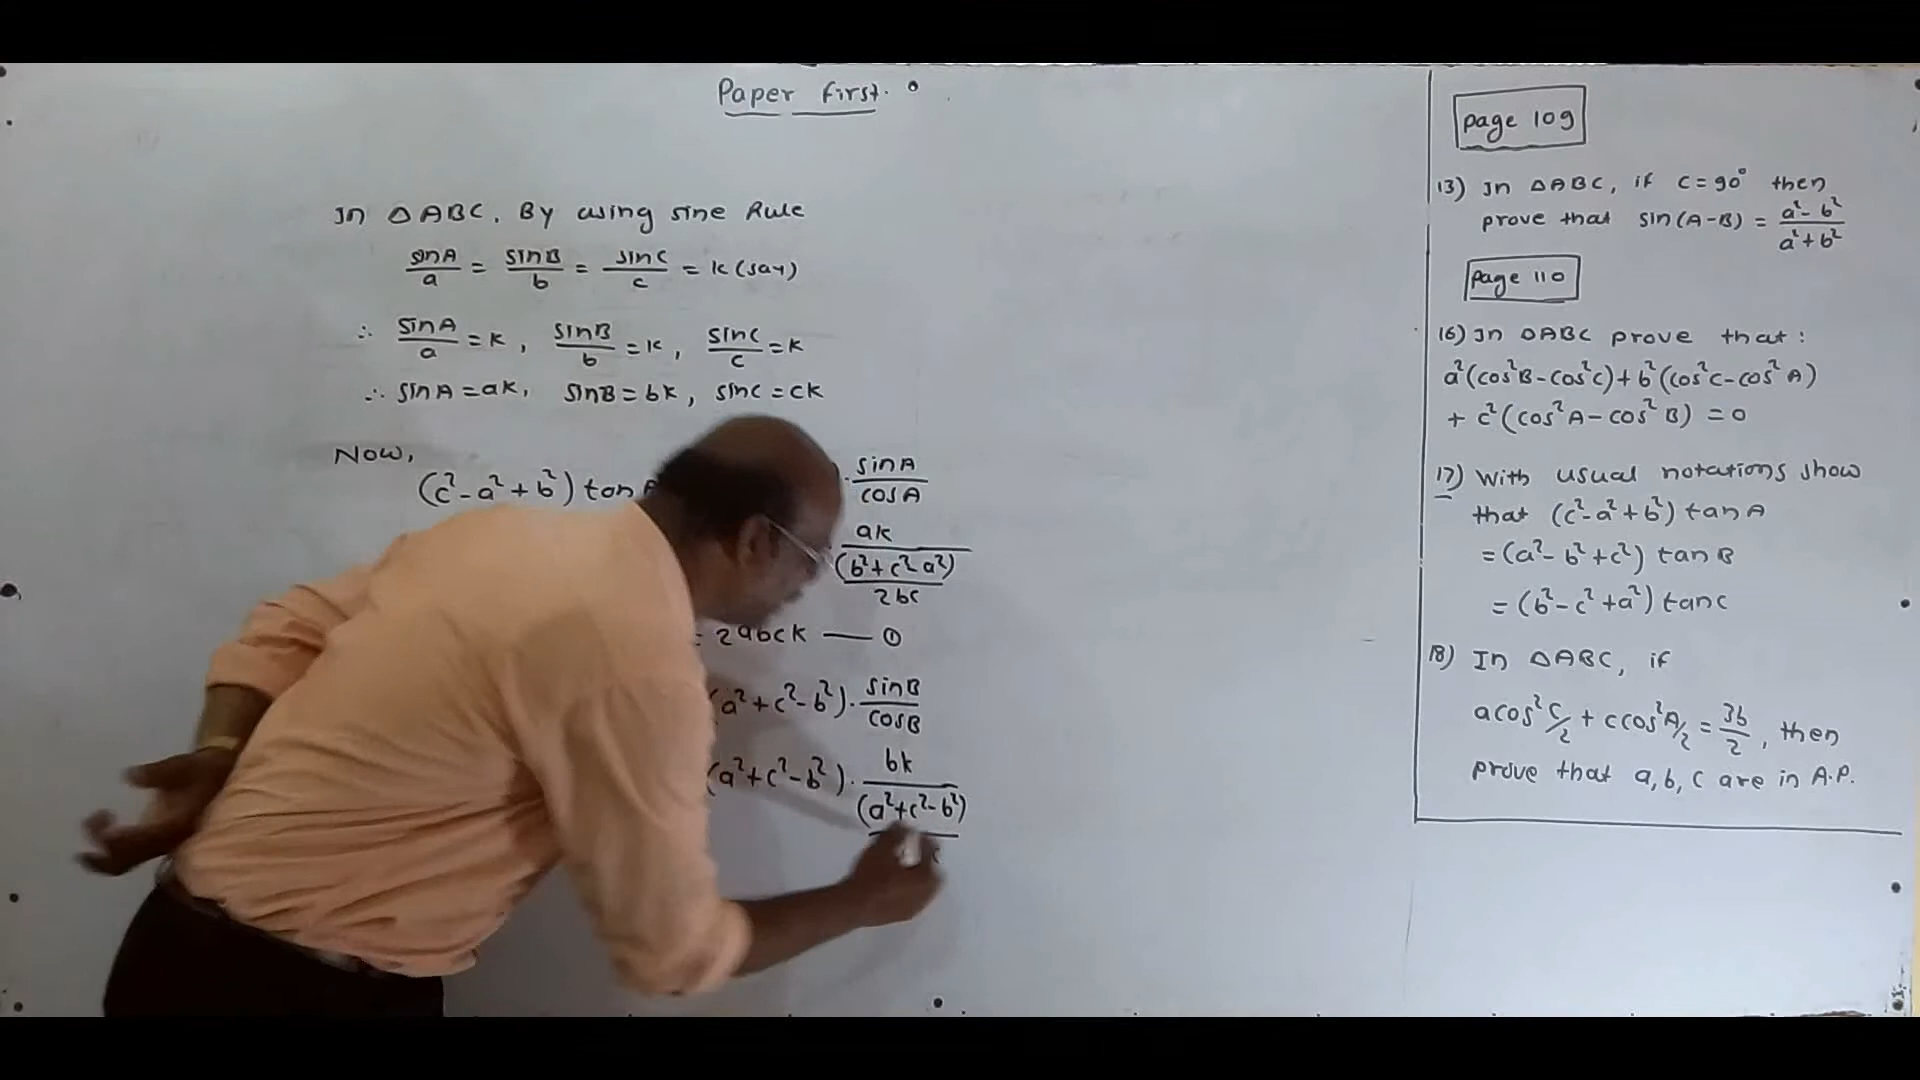 Paper First.
In △ABC, By using sine Rule
sinA/a = sinB/b = sinC/c = k (say)
∴ sinA/a = k, sinB/b = k, sinC/c = k
∴ sinA = ak, sinB = bk, sinC = ck
Now,
(c² - a² + b²) tan
· sinA/cosA
ak/((b² + c² a²)/2bc)
= 2abck —— ①
(a² + c² - b²) · sinB/cosB
(a² + c² - b²) · bk/(a² + c² - b²)
Page 109
13) In △ABC, if C = 90° then
prove that sin(A-B) = (a² - b²)/(a² + b²)
Page 110
16) In △ABC prove that :
a²(cos²B - cos²C) + b²(cos²C - cos²A)
+ c²(cos²A - cos²B) = 0
17) With usual notations show
that (c² - a² + b²) tanA
= (a² - b² + c²) tanB
= (b² - c² + a²) tanC
18) In △ABC, if
a cos² C/2 + c cos² A/2 = 3b/2, then
prove that a, b, c are in A.P.